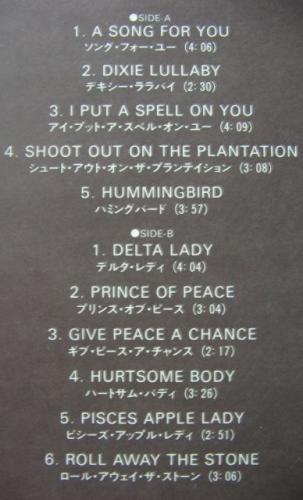 ●SIDE-A
1. A SONG FOR YOU
ソング・フォー・ユー (4:06)
2. DIXIE LULLABY
デキシー・ララバイ (2:30)
3. I PUT A SPELL ON YOU
アイ・プット・ア・スペル・オン・ユー (4:09)
4. SHOOT OUT ON THE PLANTATION
シュート・アウト・オン・ザ・プランテイション (3:08)
5. HUMMINGBIRD
ハミングバード (3:57)
●SIDE-B
1. DELTA LADY
デルタ・レディ (4:04)
2. PRINCE OF PEACE
プリンス・オブ・ピース (3:04)
3. GIVE PEACE A CHANCE
ギブ・ピース・ア・チャンス (2:17)
4. HURTSOME BODY
ハートサム・バディ (3:26)
5. PISCES APPLE LADY
ピシーズ・アップル・レディ (2:51)
6. ROLL AWAY THE STONE
ロール・アウェイ・ザ・ストーン (3:06)